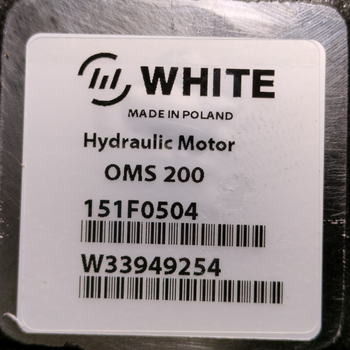 WHITE
MADE IN POLAND
Hydraulic Motor
OMS 200
151F0504
W33949254